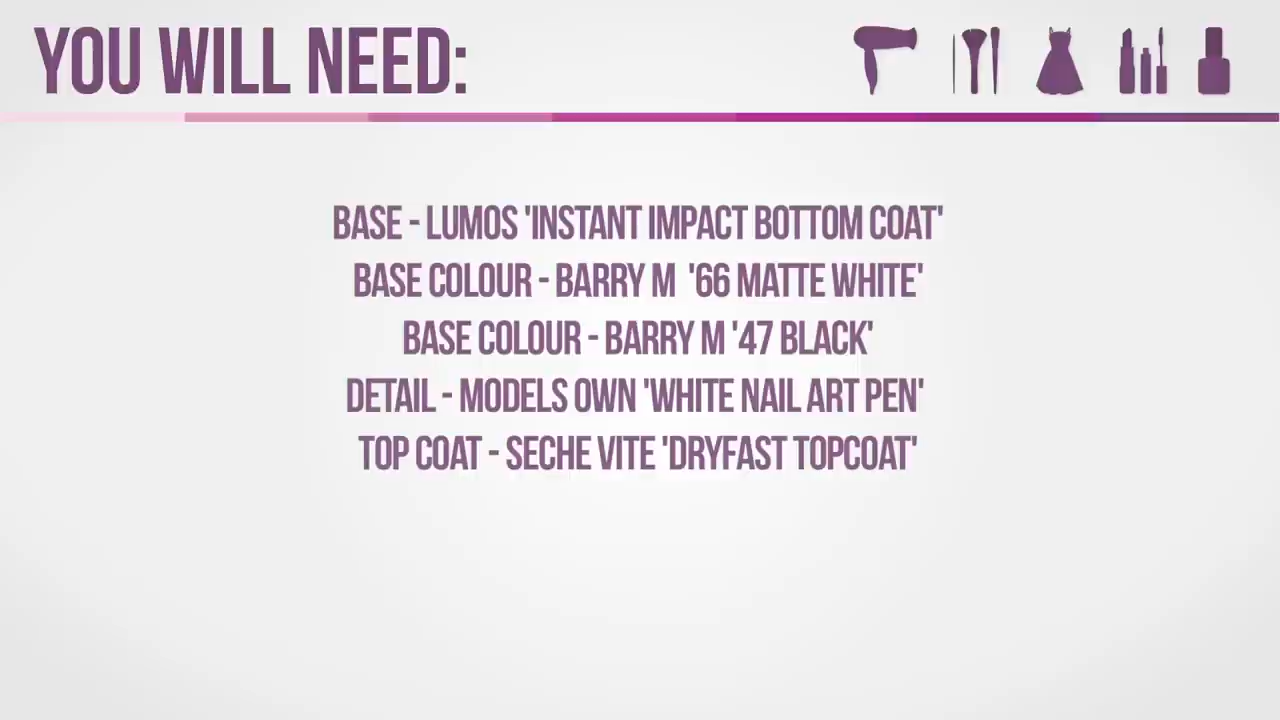 YOU WILL NEED:
BASE - LUMOS 'INSTANT IMPACT BOTTOM COAT'
BASE COLOUR - BARRY M '66 MATTE WHITE'
BASE COLOUR - BARRY M '47 BLACK'
DETAIL - MODELS OWN 'WHITE NAIL ART PEN'
TOP COAT - SECHE VITE 'DRYFAST TOPCOAT'